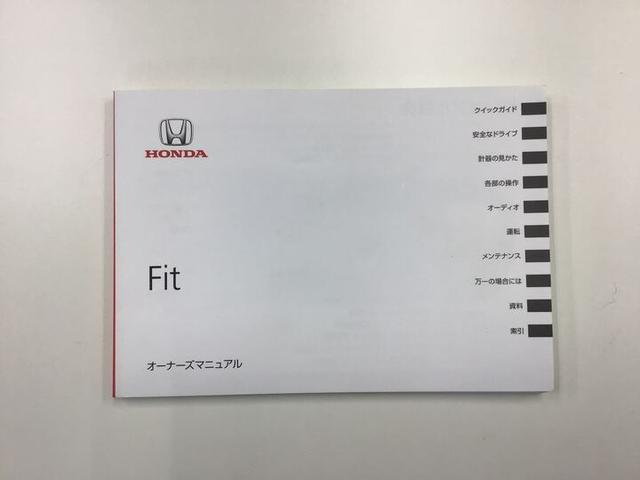 HONDA
Fit
オーナーズマニュアル
クイックガイド
安全なドライブ
計器の見かた
各部の操作
オーディオ
運転
メンテナンス
万一の場合には
資料
索引